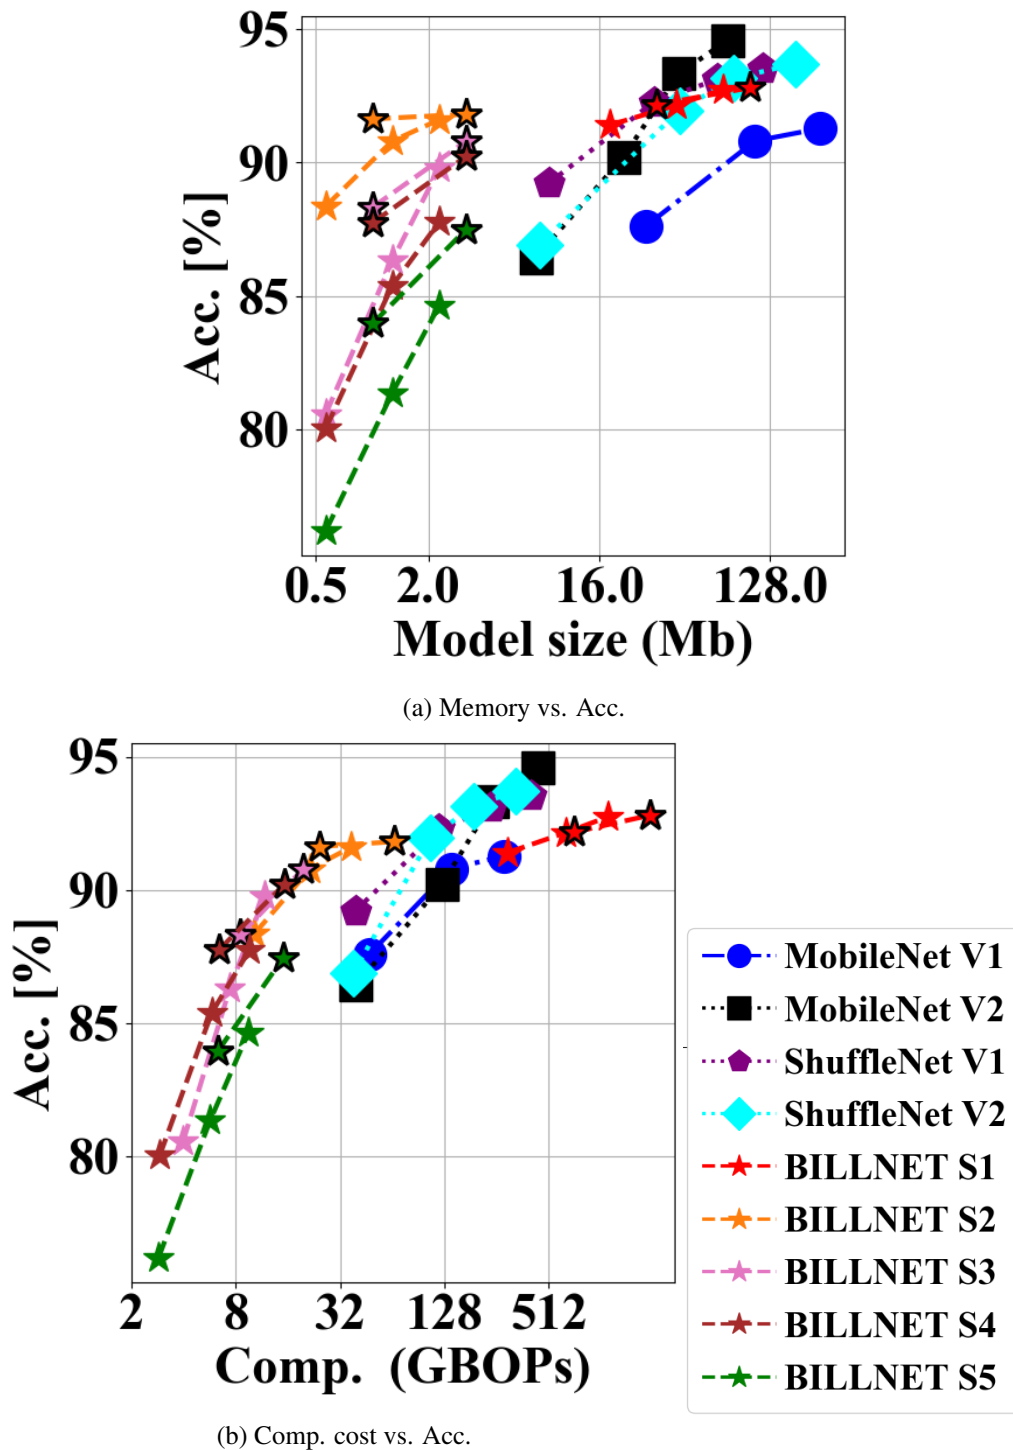 95
90
85
80
Acc. [%]
0.5 2.0 16.0 128.0
Model size (Mb)
(a) Memory vs. Acc.
95
90
85
80
Acc. [%]
2 8 32 128 512
Comp. (GBOPs)
MobileNet V1
MobileNet V2
ShuffleNet V1
ShuffleNet V2
BILLNET S1
BILLNET S2
BILLNET S3
BILLNET S4
BILLNET S5
(b) Comp. cost vs. Acc.